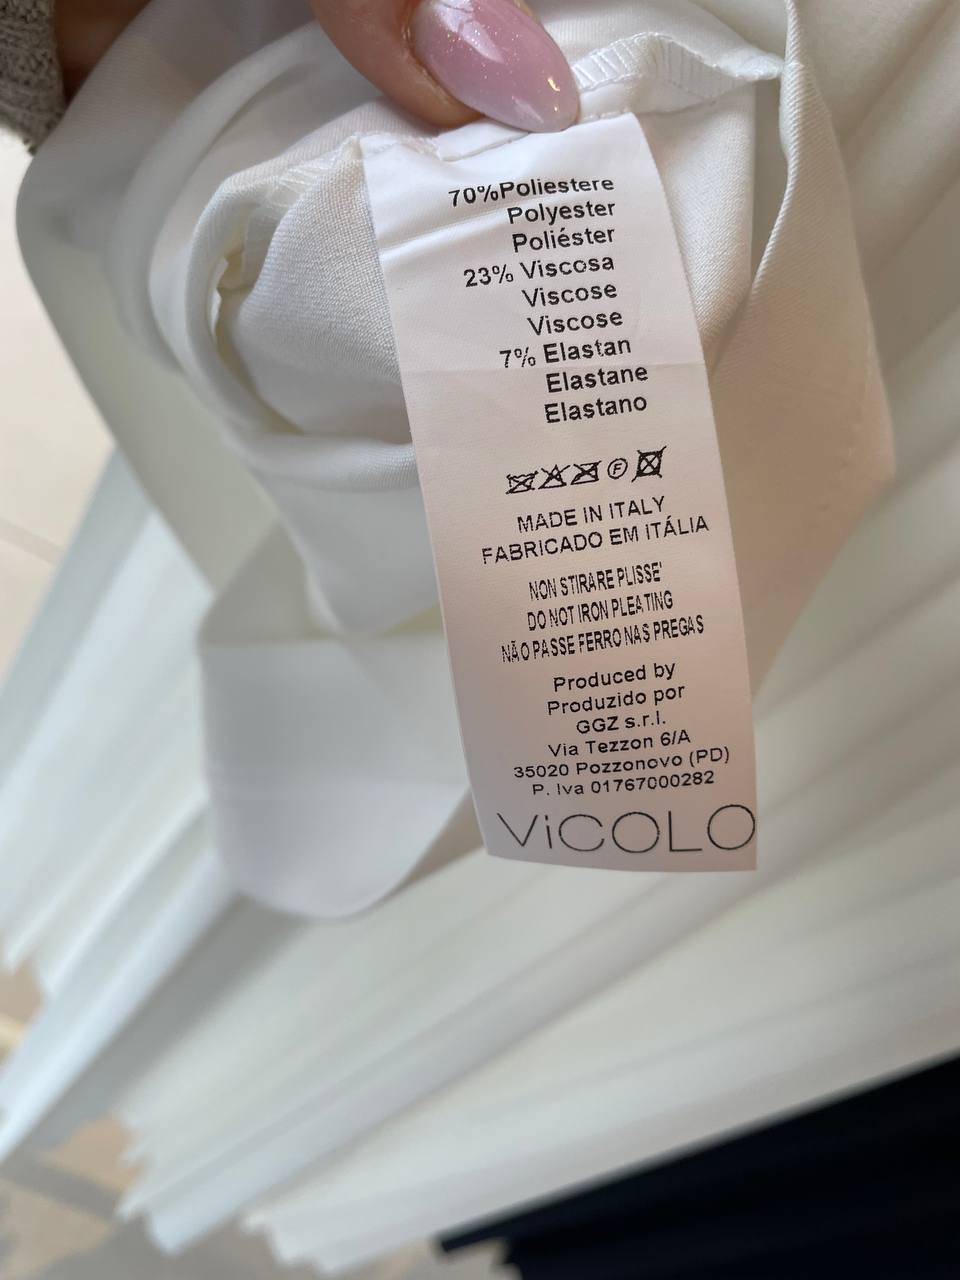 70%Poliestere
Polyester
Poliéster
23% Viscosa
Viscose
Viscose
7% Elastan
Elastane
Elastano
F
MADE IN ITALY
FABRICADO EM ITÁLIA
NON STIRARE PLISSE'
DO NOT IRON PLEATING
NÃO PASSE FERRO NAS PREGAS
Produced by
Produzido por
GGZ s.r.l.
Via Tezzon 6/A
35020 Pozzonovo (PD)
P. Iva 01767000282
ViCOLO